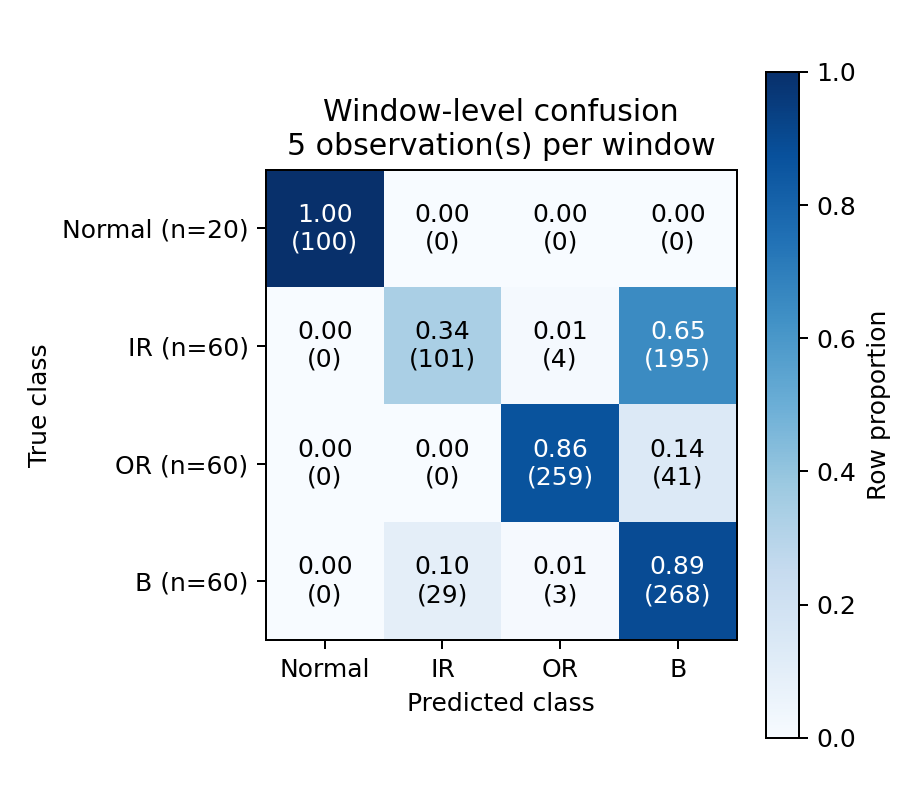 Window-level confusion
5 observation(s) per window
True class
Normal (n=20)
1.00 0.00 0.00 0.00
(100) (0) (0) (0)
IR (n=60)
0.00 0.34 0.01 0.65
(0) (101) (4) (195)
OR (n=60)
0.00 0.00 0.86 0.14
(0) (0) (259) (41)
B (n=60)
0.00 0.10 0.01 0.89
(0) (29) (3) (268)
Normal IR OR B
Predicted class
1.0
0.8
0.6
0.4
0.2
0.0
Row proportion